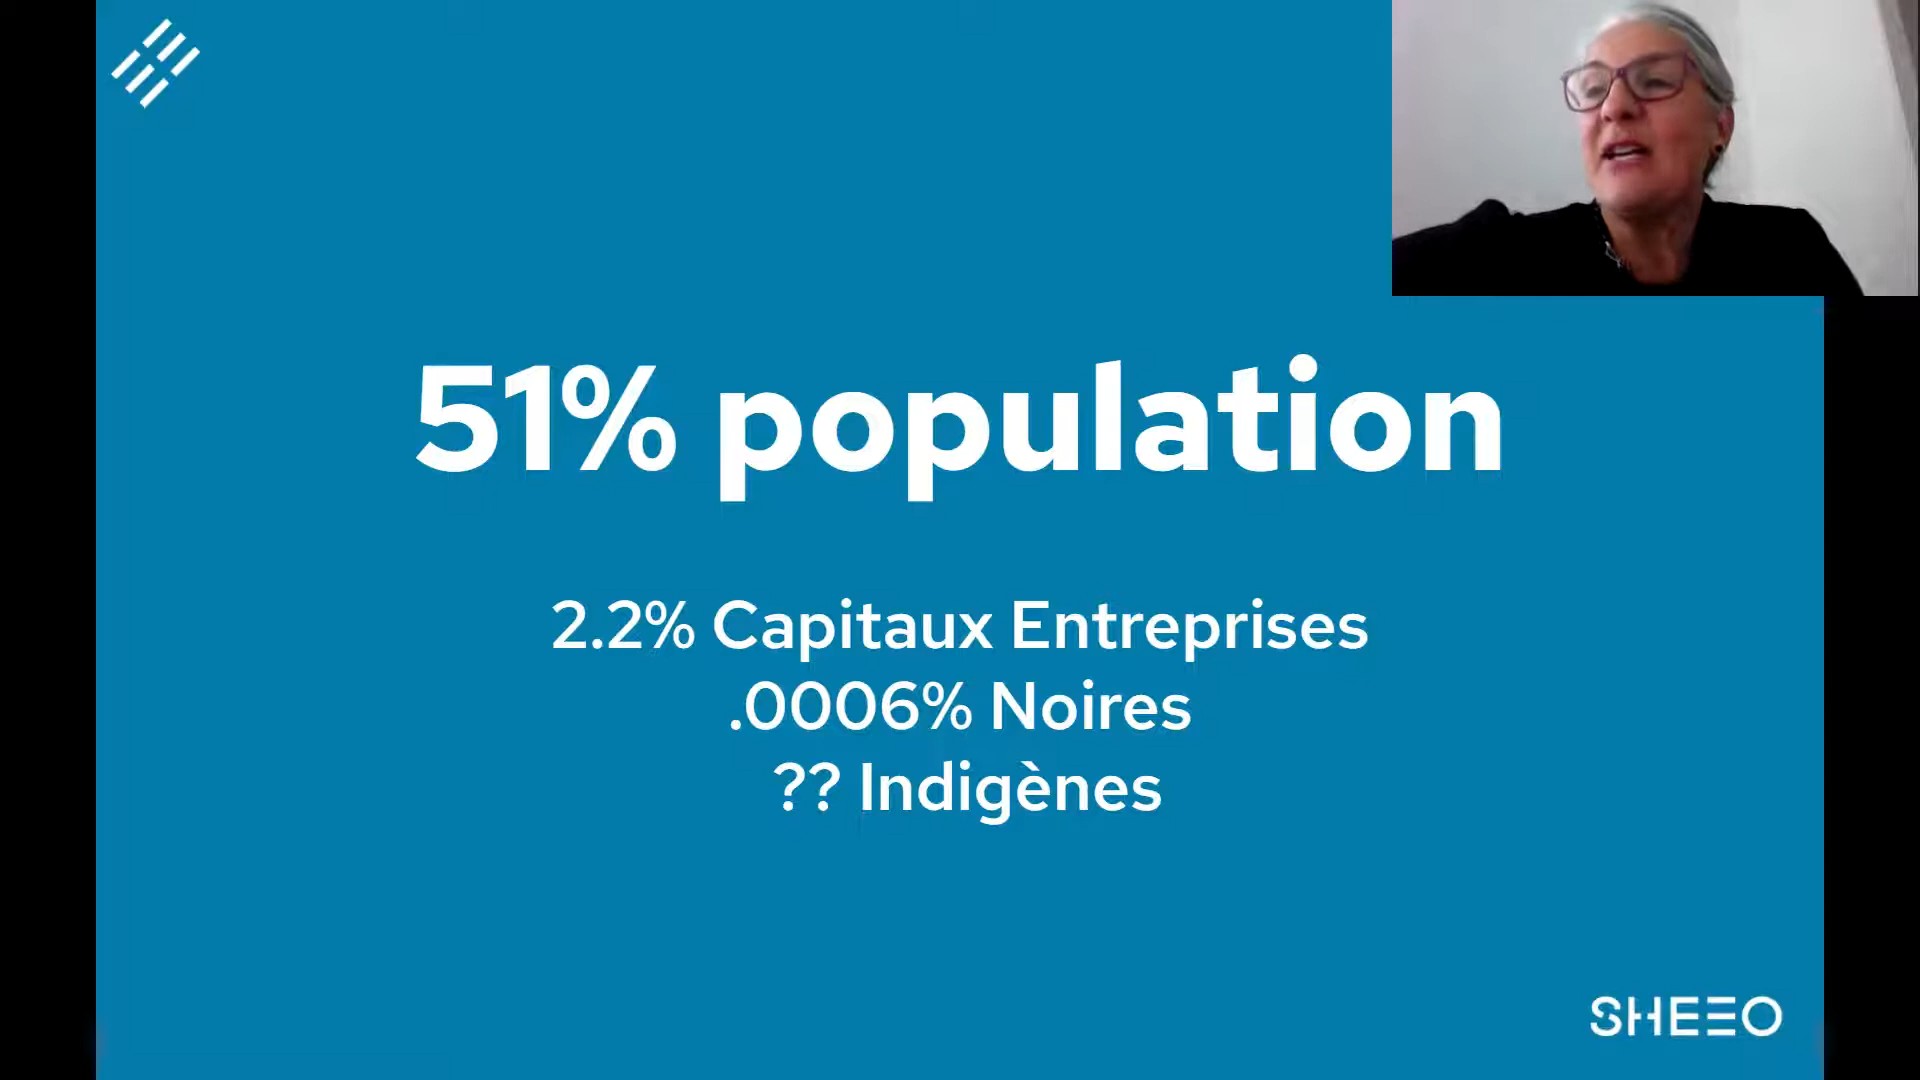 51% population
2.2% Capitaux Entreprises
.0006% Noires
?? Indigènes
SHEEO